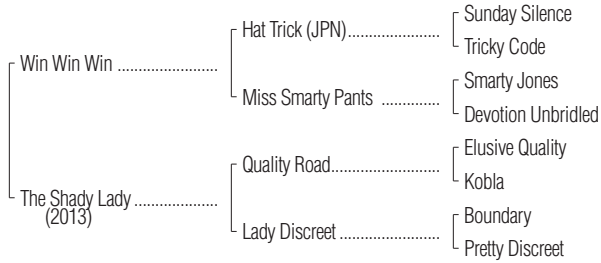 Sunday Silence
Hat Trick (JPN)....................
Tricky Code
Win Win Win ......................
Smarty Jones
Miss Smarty Pants .............
Devotion Unbridled
Elusive Quality
Quality Road........................
Kobla
The Shady Lady ..................
(2013)
Boundary
Lady Discreet ......................
Pretty Discreet